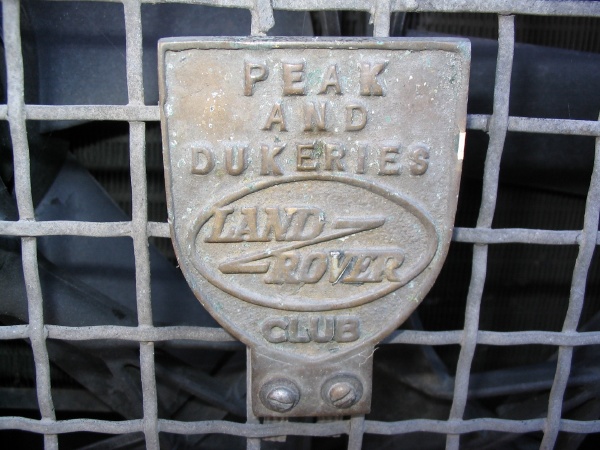 PEAK
AND
DUKERIES
LAND
ROVER
CLUB